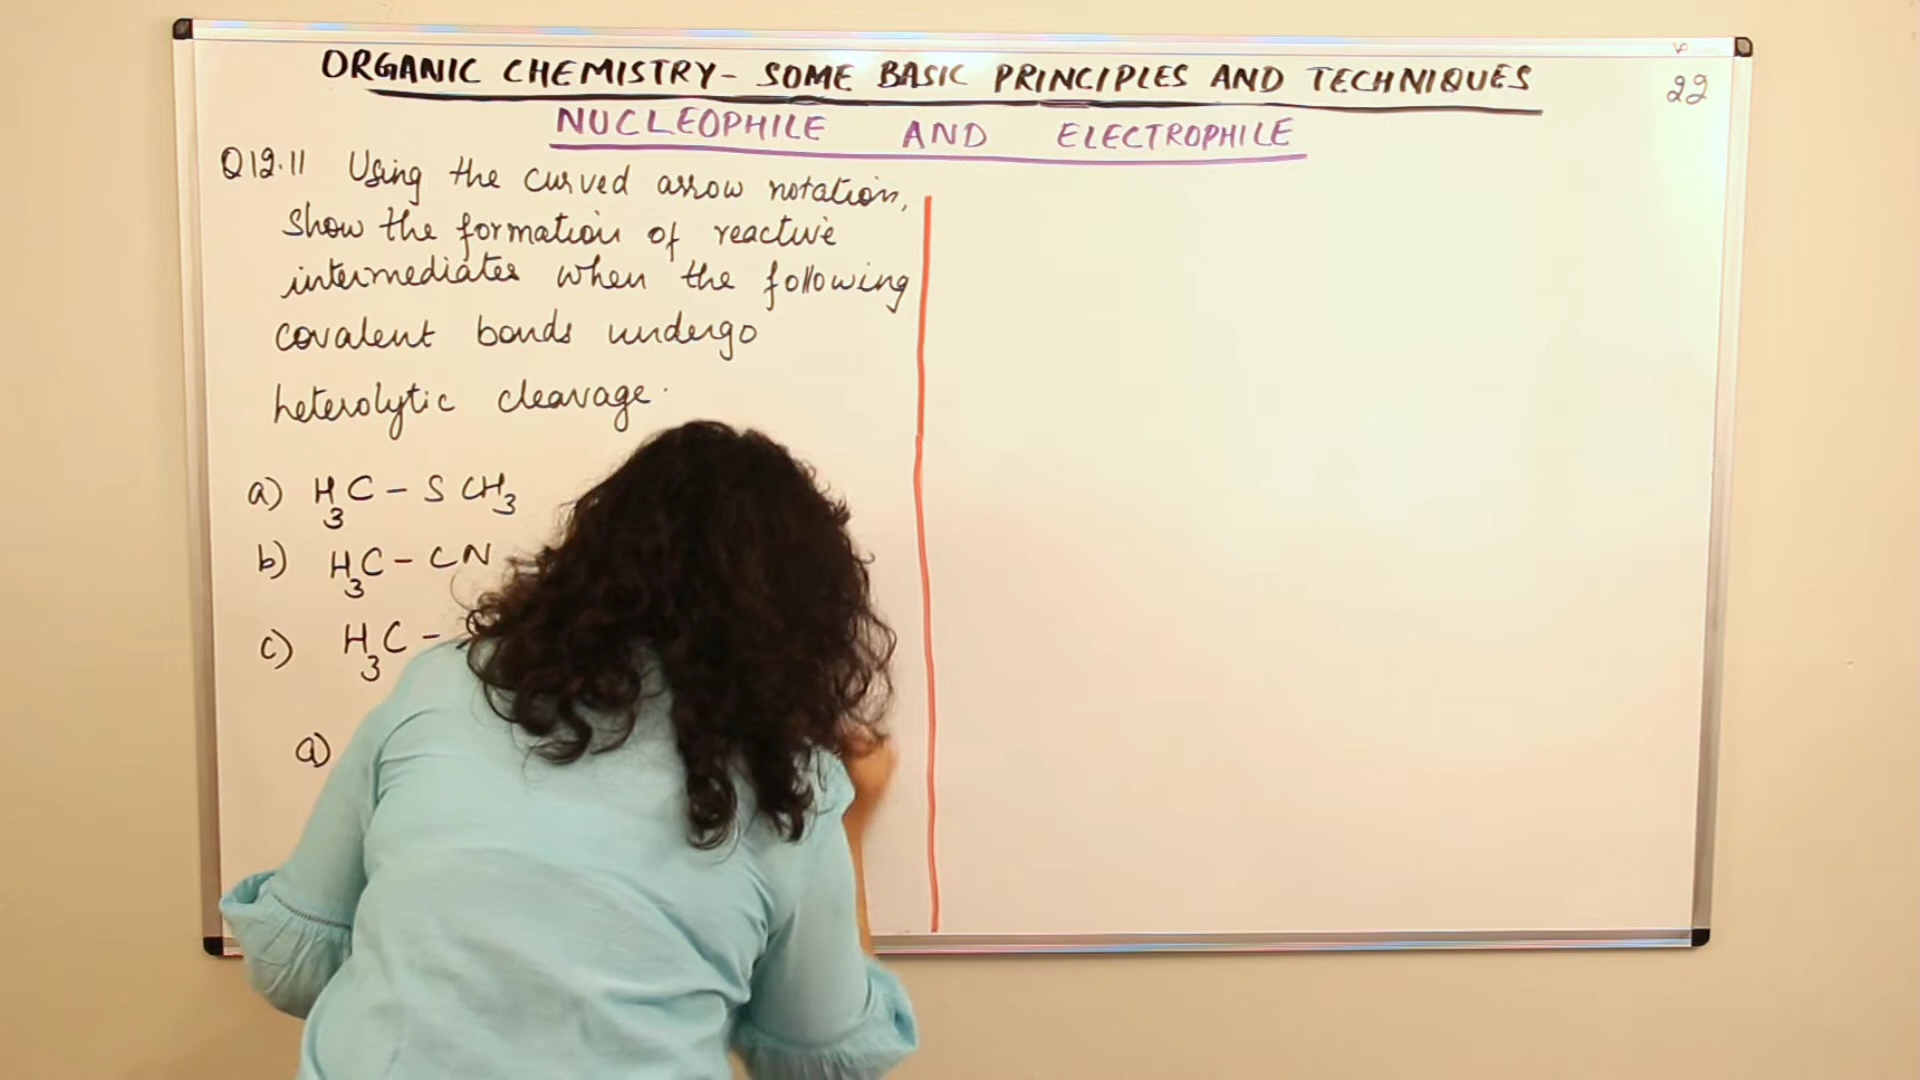 ORGANIC CHEMISTRY- SOME BASIC PRINCIPLES AND TECHNIQUES
22
NUCLEOPHILE AND ELECTROPHILE
Q12.11 Using the curved arrow notation,
show the formation of reactive
intermediates when the following
covalent bonds undergo
heterolytic cleavage.
a) H3C - SCH3
b) H3C - CN
c) H3C -
a)